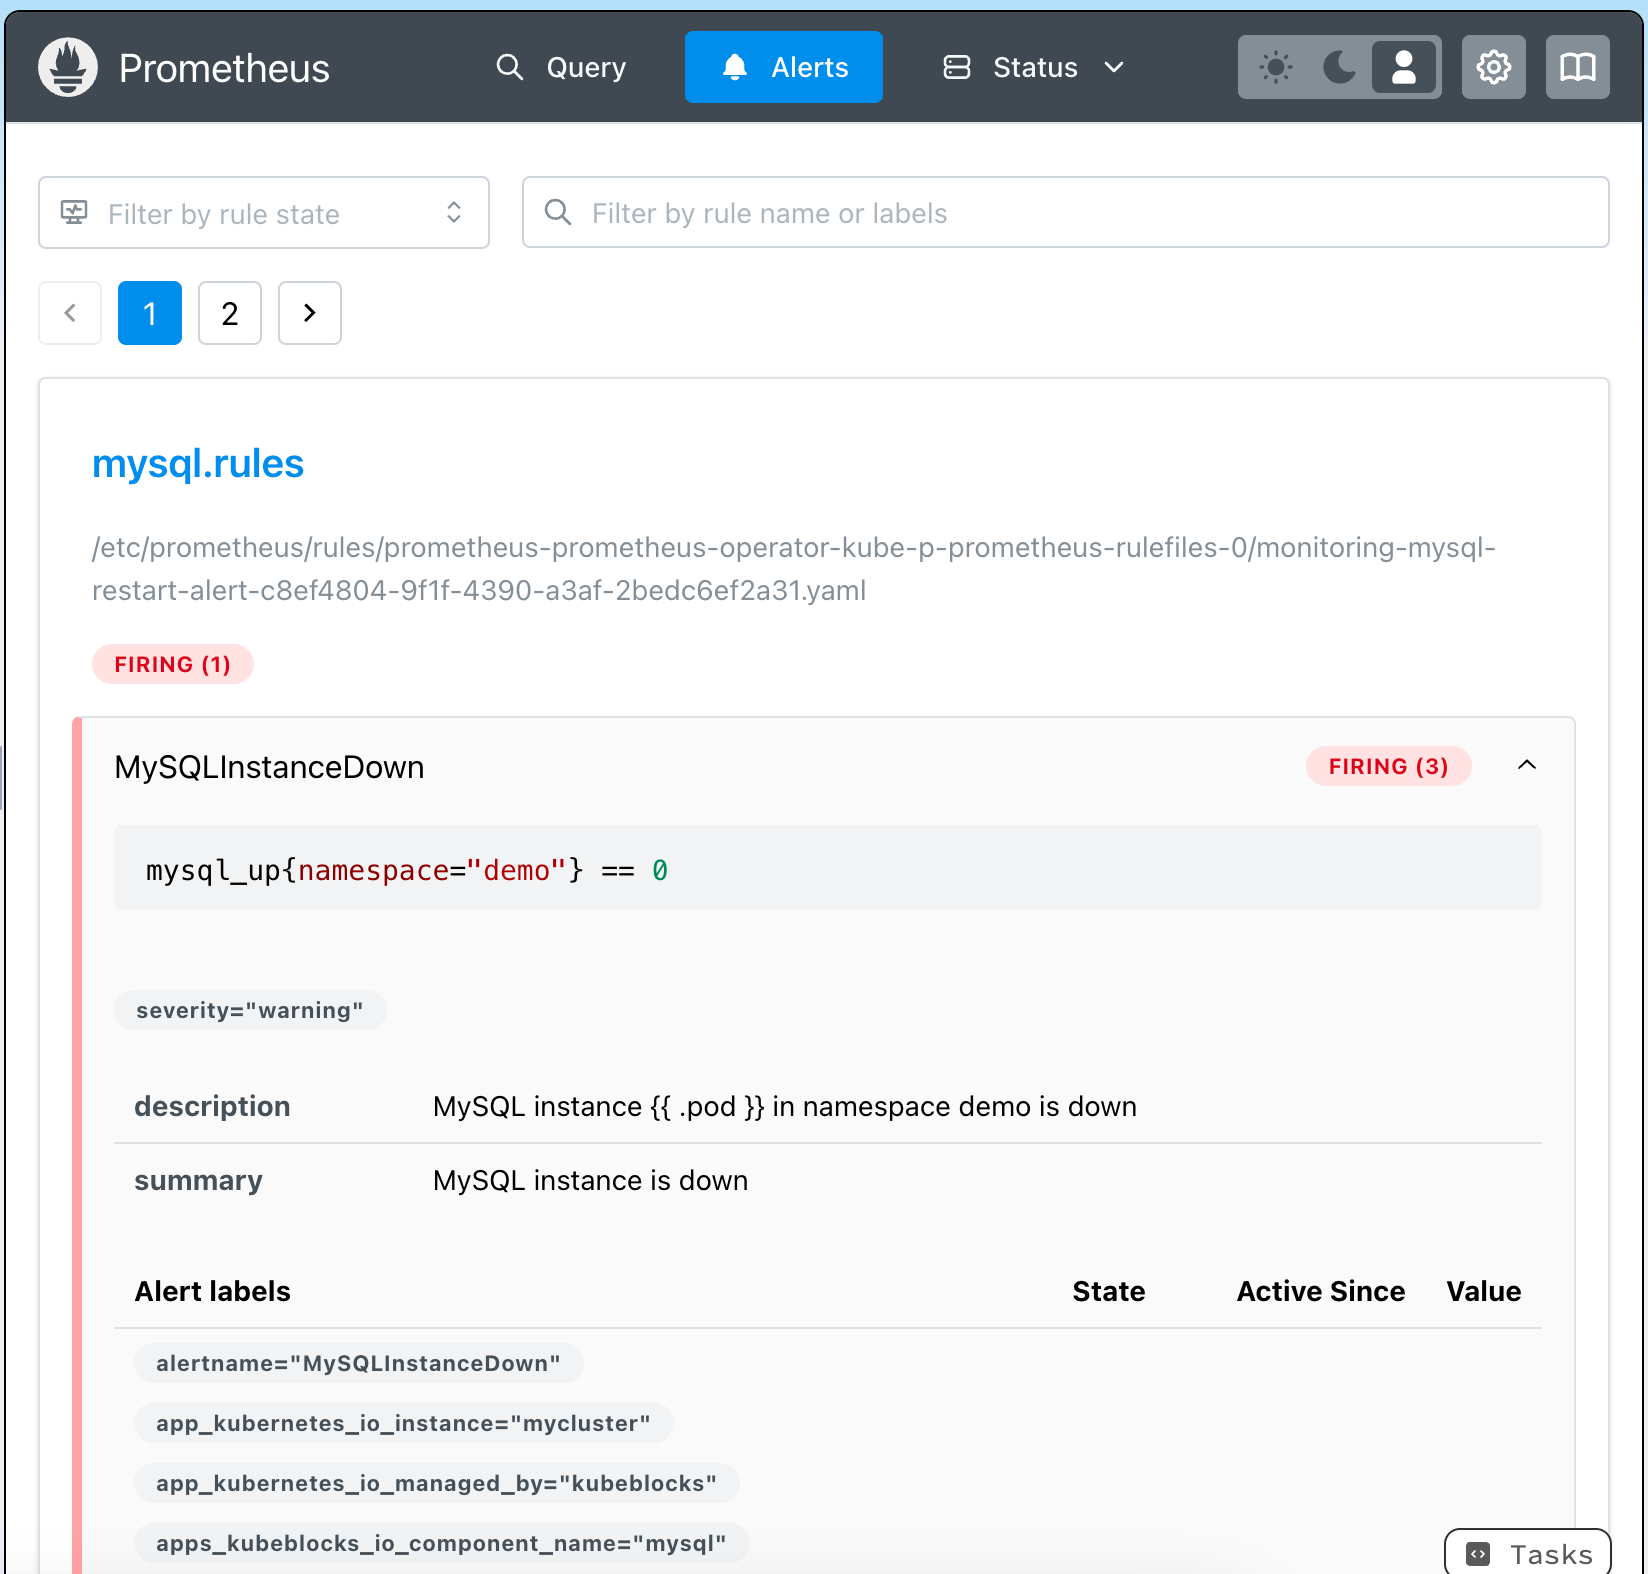 Prometheus
Query
Alerts
Status
Filter by rule state
Filter by rule name or labels
1
2
mysql.rules
/etc/prometheus/rules/prometheus-prometheus-operator-kube-p-prometheus-rulefiles-0/monitoring-mysql-
restart-alert-c8ef4804-9f1f-4390-a3af-2bedc6ef2a31.yaml
FIRING (1)
MySQLInstanceDown
FIRING (3)
mysql_up{namespace="demo"} == 0
severity="warning"
description MySQL instance {{ .pod }} in namespace demo is down
summary MySQL instance is down
Alert labels State Active Since Value
alertname="MySQLInstanceDown"
app_kubernetes_io_instance="mycluster"
app_kubernetes_io_managed_by="kubeblocks"
apps_kubeblocks_io_component_name="mysql"
Tasks